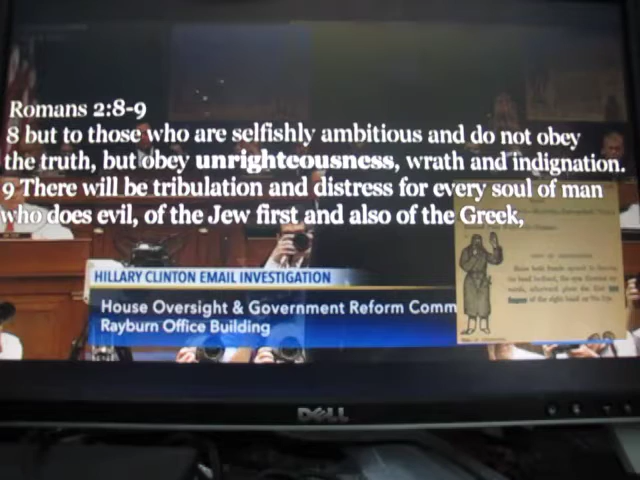 Romans 2:8-9
8 but to those who are selfishly ambitious and do not obey
the truth, but obey unrighteousness, wrath and indignation.
9 There will be tribulation and distress for every soul of man
who does evil, of the Jew first and also of the Greek,
HILLARY CLINTON EMAIL INVESTIGATION
House Oversight & Government Reform Comm
Rayburn Office Building
DELL